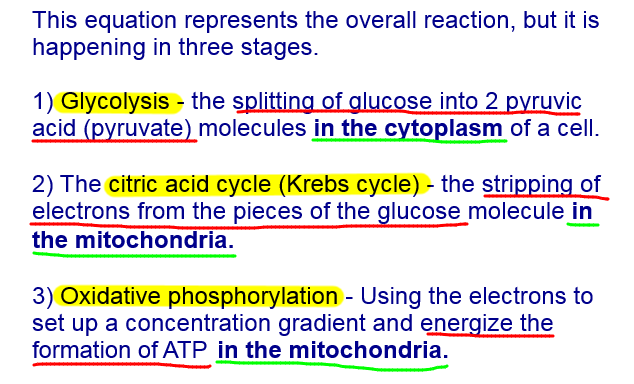 This equation represents the overall reaction, but it is
happening in three stages.
1) Glycolysis - the splitting of glucose into 2 pyruvic
acid (pyruvate) molecules in the cytoplasm of a cell.
2) The citric acid cycle (Krebs cycle) - the stripping of
electrons from the pieces of the glucose molecule in
the mitochondria.
3) Oxidative phosphorylation - Using the electrons to
set up a concentration gradient and energize the
formation of ATP in the mitochondria.